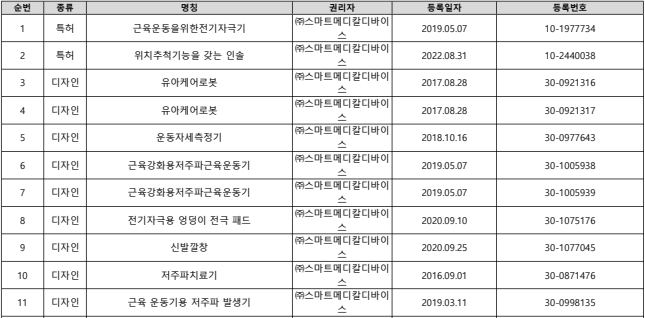 순번 종류 명칭 권리자 등록일자 등록번호
1 특허 근육운동을위한전기자극기 ㈜스마트메디칼디바이스 2019.05.07 10-1977734
2 특허 위치추척기능을 갖는 인솔 ㈜스마트메디칼디바이스 2022.08.31 10-2440038
3 디자인 유아케어로봇 ㈜스마트메디칼디바이스 2017.08.28 30-0921316
4 디자인 유아케어로봇 ㈜스마트메디칼디바이스 2017.08.28 30-0921317
5 디자인 운동자세측정기 ㈜스마트메디칼디바이스 2018.10.16 30-0977643
6 디자인 근육강화용저주파근육운동기 ㈜스마트메디칼디바이스 2019.05.07 30-1005938
7 디자인 근육강화용저주파근육운동기 ㈜스마트메디칼디바이스 2019.05.07 30-1005939
8 디자인 전기자극용 엉덩이 전극 패드 ㈜스마트메디칼디바이스 2020.09.10 30-1075176
9 디자인 신발깔창 ㈜스마트메디칼디바이스 2020.09.25 30-1077045
10 디자인 저주파치료기 ㈜스마트메디칼디바이스 2016.09.01 30-0871476
11 디자인 근육 운동기용 저주파 발생기 ㈜스마트메디칼디바이스 2019.03.11 30-0998135